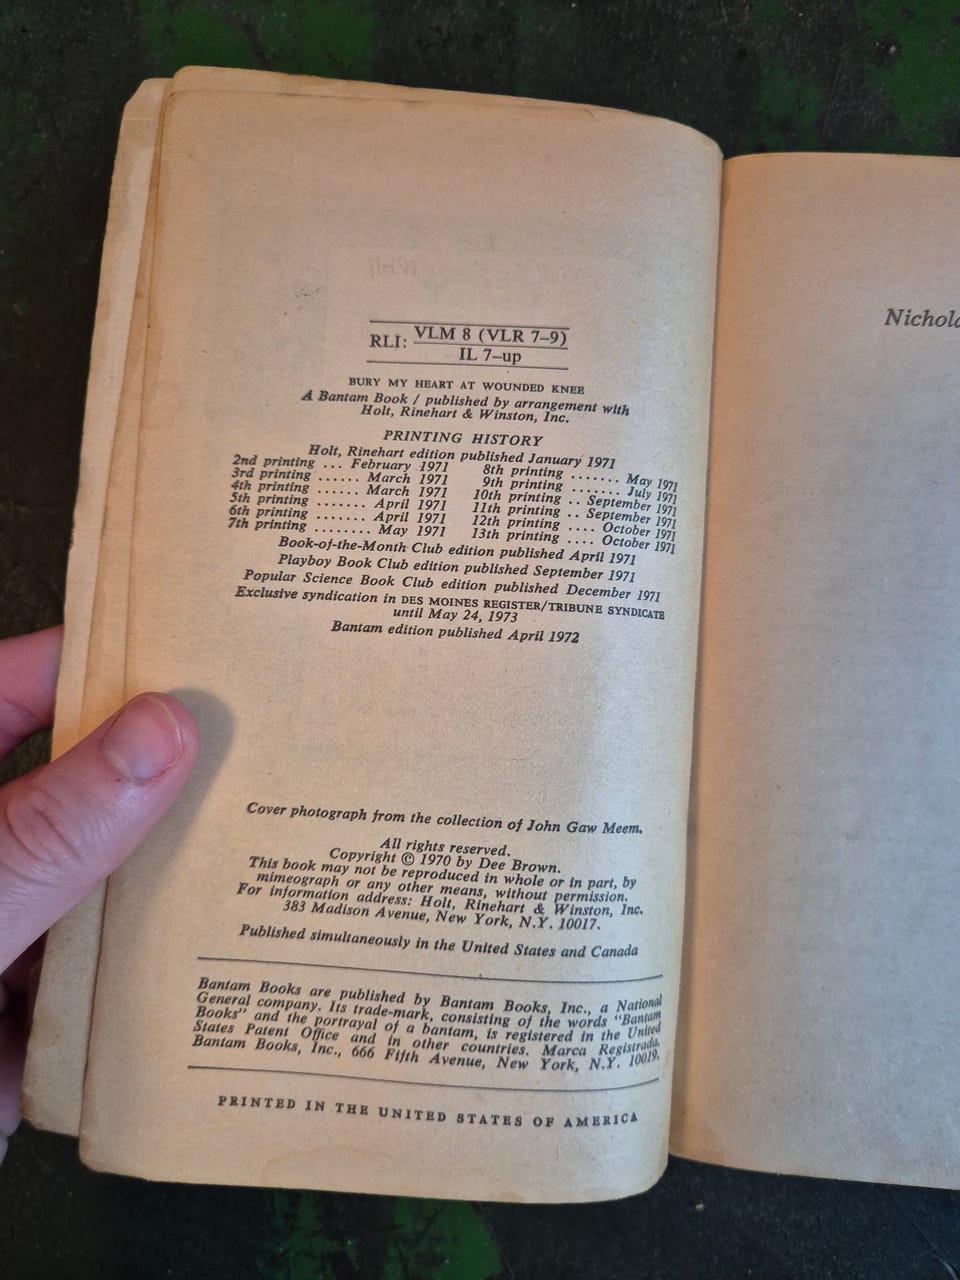 RLI: VLM 8 (VLR 7–9)
IL 7–up
BURY MY HEART AT WOUNDED KNEE
A Bantam Book / published by arrangement with
Holt, Rinehart & Winston, Inc.
PRINTING HISTORY
Holt, Rinehart edition published January 1971
2nd printing ... February 1971
3rd printing ...... March 1971
4th printing ...... March 1971
5th printing ....... April 1971
6th printing ....... April 1971
7th printing ........ May 1971
8th printing ....... May 1971
9th printing ........ July 1971
10th printing .. September 1971
11th printing .. September 1971
12th printing .... October 1971
13th printing .... October 1971
Book-of-the-Month Club edition published April 1971
Playboy Book Club edition published September 1971
Popular Science Book Club edition published December 1971
Exclusive syndication in DES MOINES REGISTER/TRIBUNE SYNDICATE
until May 24, 1973
Bantam edition published April 1972
Cover photograph from the collection of John Gaw Meem.
All rights reserved.
Copyright © 1970 by Dee Brown.
This book may not be reproduced in whole or in part, by
mimeograph or any other means, without permission.
For information address: Holt, Rinehart & Winston, Inc.
383 Madison Avenue, New York, N.Y. 10017.
Published simultaneously in the United States and Canada
Bantam Books are published by Bantam Books, Inc., a National
General company. Its trade-mark, consisting of the words "Bantam
Books" and the portrayal of a bantam, is registered in the United
States Patent Office and in other countries. Marca Registrada.
Bantam Books, Inc., 666 Fifth Avenue, New York, N.Y. 10019.
PRINTED IN THE UNITED STATES OF AMERICA